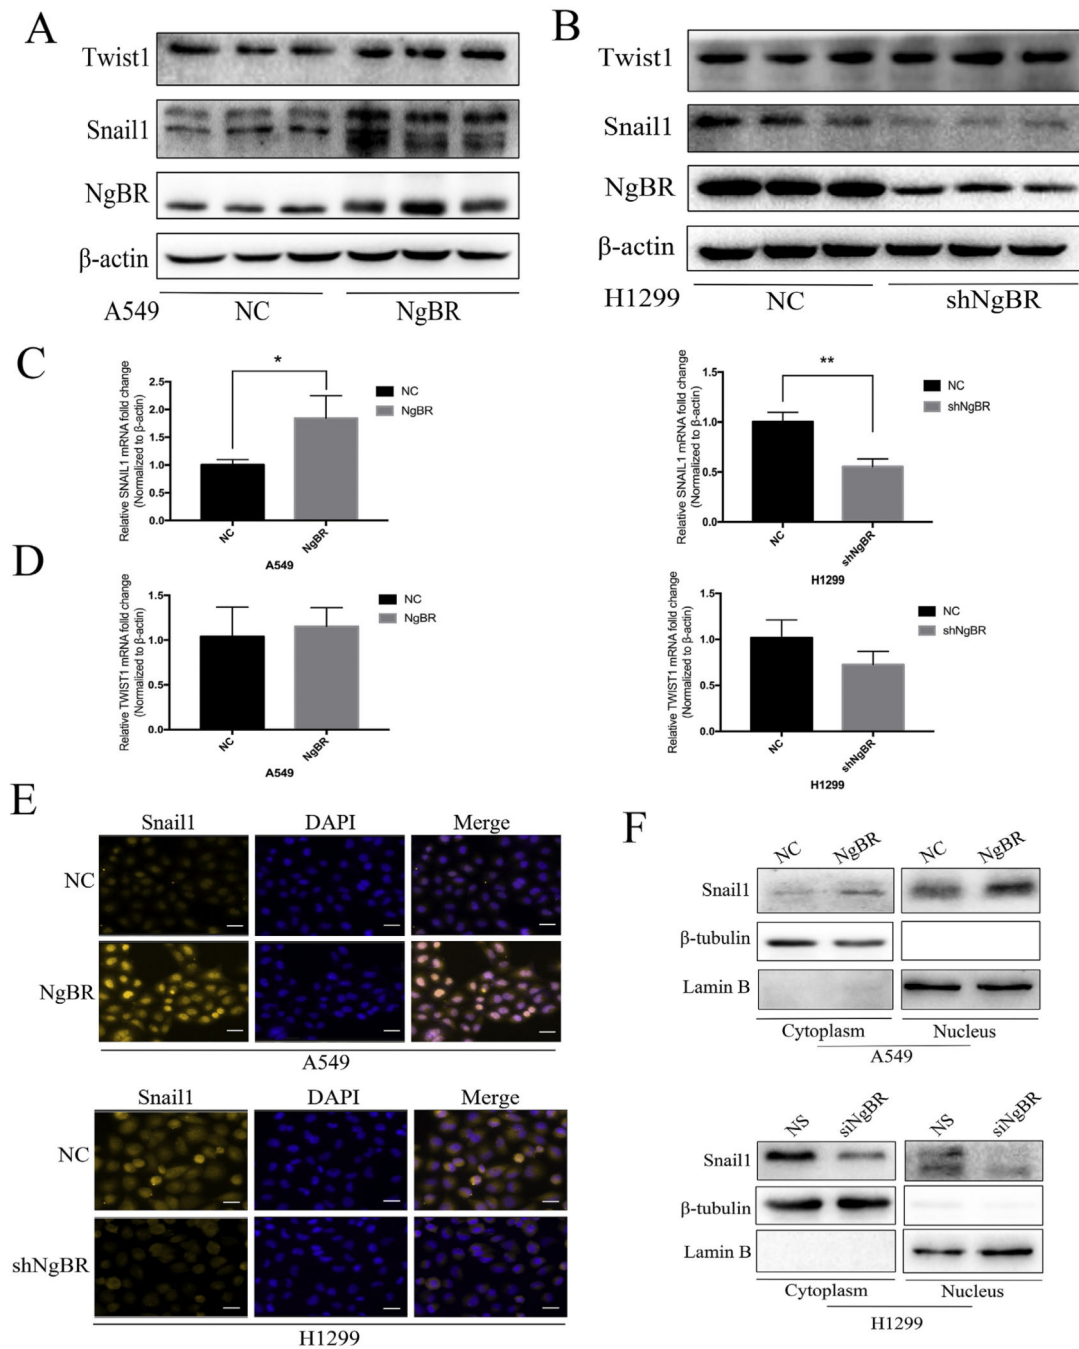 A
Twist1
Snail1
NgBR
β-actin
A549 NC NgBR
B
Twist1
Snail1
NgBR
β-actin
H1299 NC shNgBR
C
Relative SNAIL1 mRNA fold change
(Normalized to β-actin)
2.5
2.0
1.5
1.0
0.5
0.0
*
NC
NgBR
NC
NgBR
A549
Relative SNAIL1 mRNA fold change
(Normalized to β-actin)
1.5
1.0
0.5
0.0
**
NC
shNgBR
NC
shNgBR
H1299
D
Relative TWIST1 mRNA fold change
(Normalized to β-actin)
1.5
1.0
0.5
0.0
NC
NgBR
NC
NgBR
A549
Relative TWIST1 mRNA fold change
(Normalized to β-actin)
1.5
1.0
0.5
0.0
NC
shNgBR
NC
shNgBR
H1299
E
Snail1 DAPI Merge
NC
NgBR
A549
Snail1 DAPI Merge
NC
shNgBR
H1299
F
NC NgBR NC NgBR
Snail1
β-tubulin
Lamin B
Cytoplasm Nucleus
A549
NS siNgBR NS siNgBR
Snail1
β-tubulin
Lamin B
Cytoplasm Nucleus
H1299